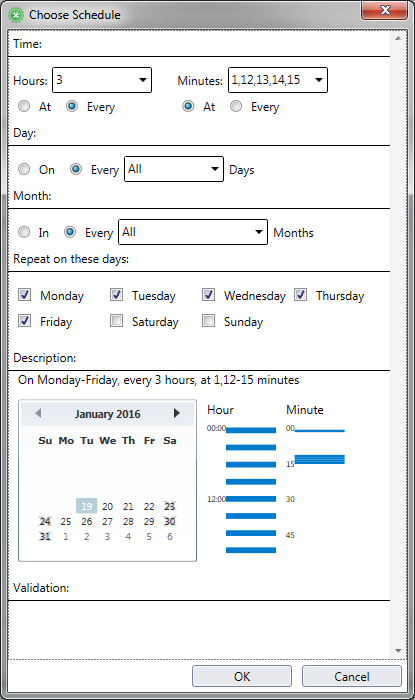 Choose Schedule
Time:
Hours: 3 Minutes: 1,12,13,14,15
At Every At Every
Day:
On Every All Days
Month:
In Every All Months
Repeat on these days:
Monday Tuesday Wednesday Thursday
Friday Saturday Sunday
Description:
On Monday-Friday, every 3 hours, at 1,12-15 minutes
January 2016
Su Mo Tu We Th Fr Sa
19 20 21 22 23
24 25 26 27 28 29 30
31 1 2 3 4 5 6
Hour
00:00
12:00
Minute
00
15
30
45
Validation:
OK Cancel